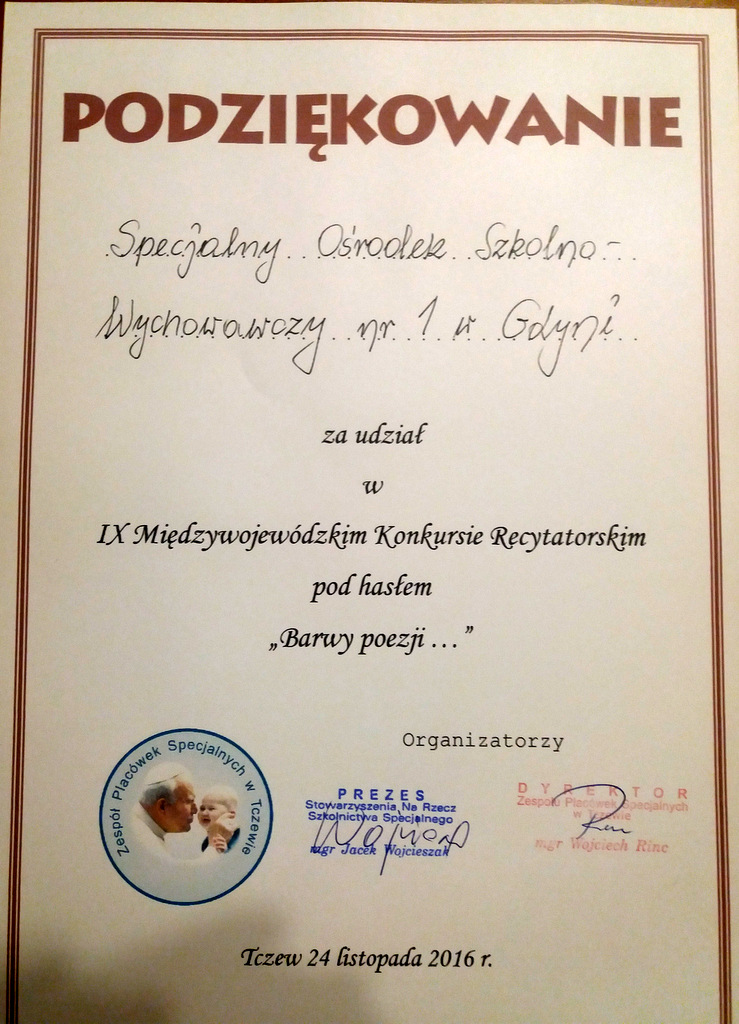 PODZIĘKOWANIE
Specjalny Ośrodek Szkolno-
Wychowawczy nr 1 w Gdyni
za udział
w
IX Międzywojewódzkim Konkursie Recytatorskim
pod hasłem
„Barwy poezji …”
Organizatorzy
Zespół Placówek Specjalnych w Tczewie
PREZES
Stowarzyszenia Na Rzecz
Szkolnictwa Specjalnego
mgr Jacek Wojcieszak
DYREKTOR
Zespołu Placówek Specjalnych
w Tczewie
mgr Wojciech Rinc
Tczew 24 listopada 2016 r.